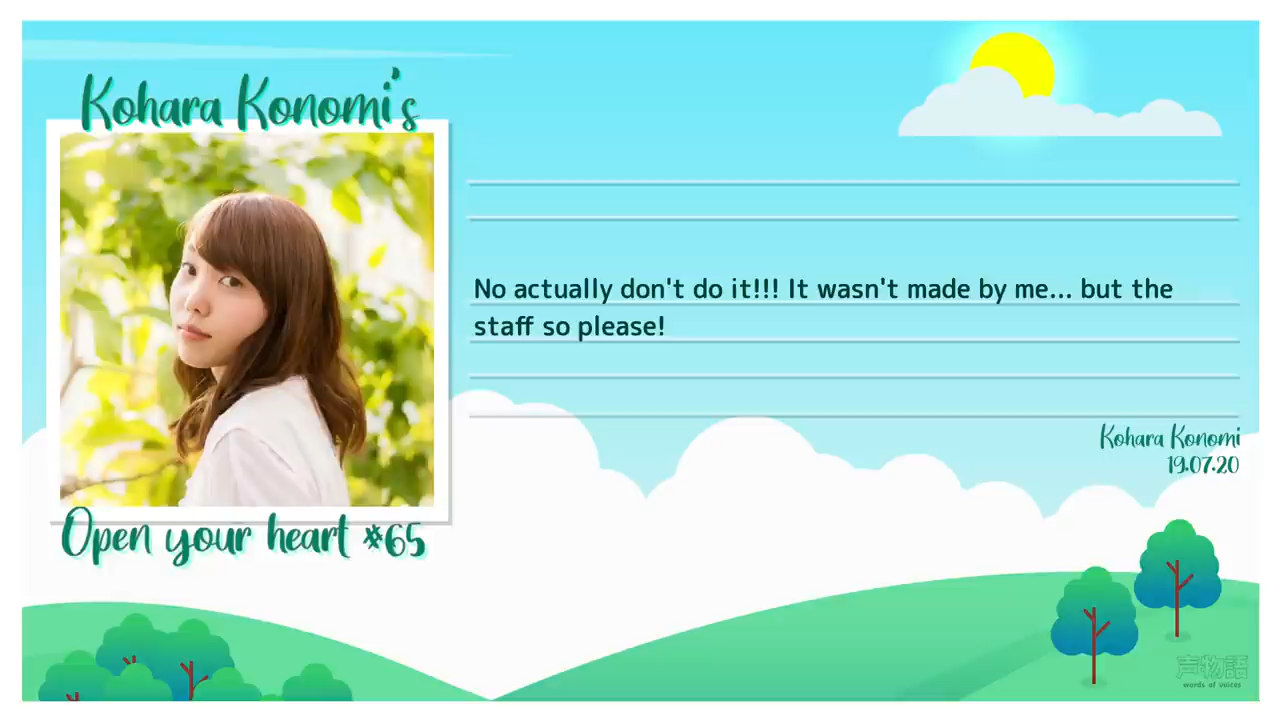 Kohara Konomi's
No actually don't do it!!! It wasn't made by me... but the
staff so please!
Kohara Konomi
19.07.20
Open your heart #65
声物語
words of voices